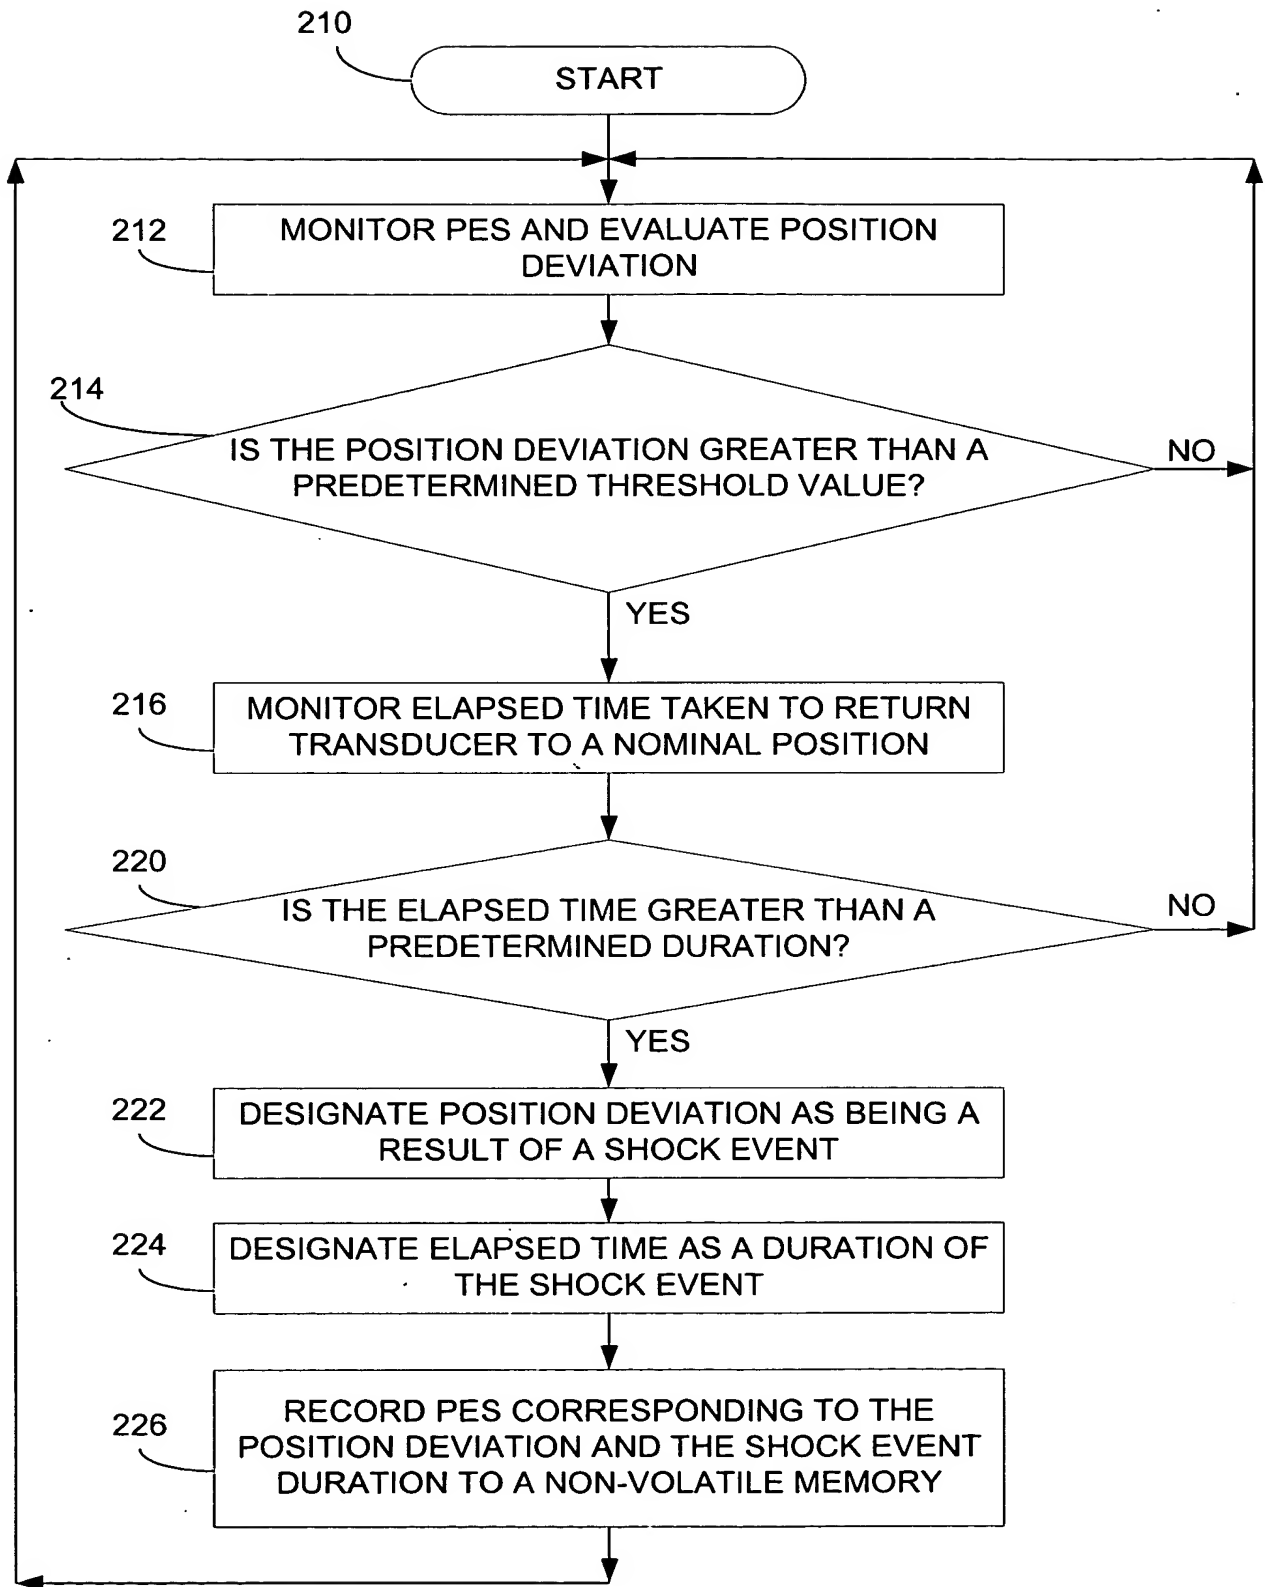 210
START
212
MONITOR PES AND EVALUATE POSITION
DEVIATION
214
IS THE POSITION DEVIATION GREATER THAN A
PREDETERMINED THRESHOLD VALUE?
NO
YES
216
MONITOR ELAPSED TIME TAKEN TO RETURN
TRANSDUCER TO A NOMINAL POSITION
220
IS THE ELAPSED TIME GREATER THAN A
PREDETERMINED DURATION?
NO
YES
222
DESIGNATE POSITION DEVIATION AS BEING A
RESULT OF A SHOCK EVENT
224
DESIGNATE ELAPSED TIME AS A DURATION OF
THE SHOCK EVENT
226
RECORD PES CORRESPONDING TO THE
POSITION DEVIATION AND THE SHOCK EVENT
DURATION TO A NON-VOLATILE MEMORY